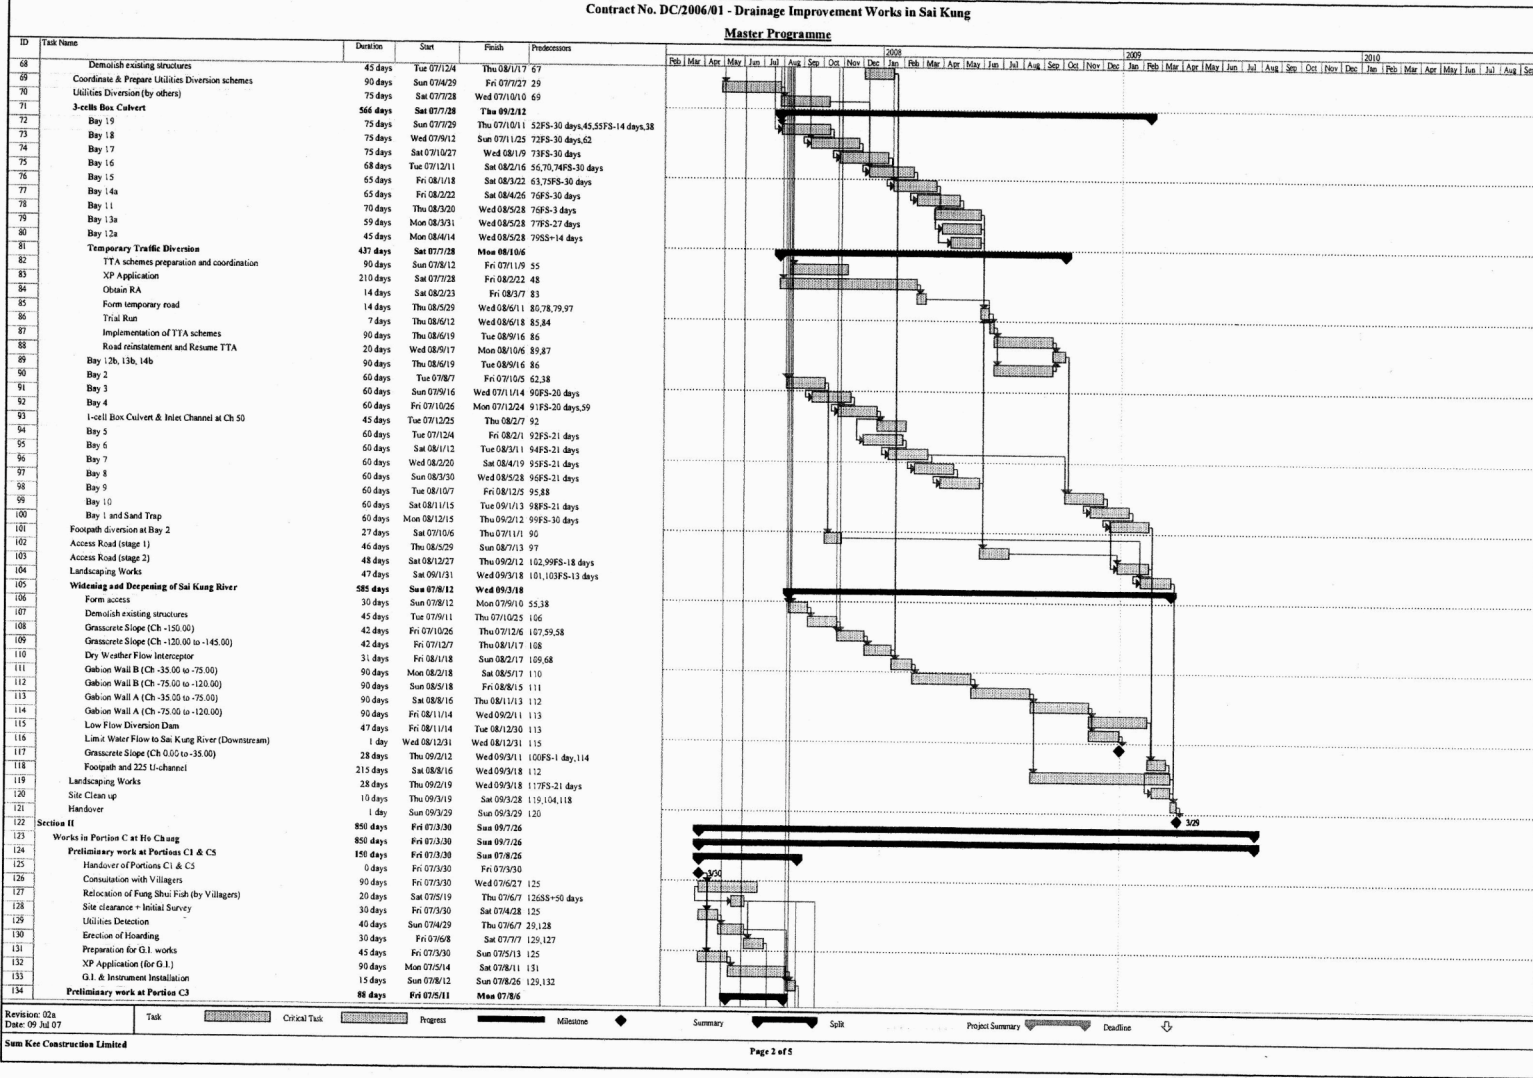 Contract No. DC/2006/01 - Drainage Improvement Works in Sai Kung
Master Programme
ID Task Name Duration Start Finish Predecessors
2008 2009 2010
Feb Mar Apr May Jun Jul Aug Sep Oct Nov Dec Jan Feb Mar Apr May Jun Jul Aug Sep Oct Nov Dec Jan Feb Mar Apr May Jun Jul Aug Sep Oct Nov Dec Jan Feb Mar Apr May Jun Jul Aug Se
68 Demolish existing structures 45 days Tue 07/12/4 Thu 08/1/17 67
69 Coordinate & Prepare Utilities Diversion schemes 90 days Sun 07/4/29 Fri 07/7/27 29
70 Utilities Diversion (by others) 75 days Sat 07/7/28 Wed 07/10/10 69
71 3-cells Box Culvert 566 days Sat 07/7/28 Thu 09/2/12
72 Bay 19 75 days Sun 07/7/29 Thu 07/10/11 52FS-30 days,45,55FS-14 days,38
73 Bay 18 75 days Wed 07/9/12 Sun 07/11/25 72FS-30 days,62
74 Bay 17 75 days Sat 07/10/27 Wed 08/1/9 73FS-30 days
75 Bay 16 68 days Tue 07/12/11 Sat 08/2/16 56,70,74FS-30 days
76 Bay 15 65 days Fri 08/1/18 Sat 08/3/22 63,75FS-30 days
77 Bay 14a 65 days Fri 08/2/22 Sat 08/4/26 76FS-30 days
78 Bay 11 70 days Thu 08/3/20 Wed 08/5/28 76FS-3 days
79 Bay 13a 59 days Mon 08/3/31 Wed 08/5/28 77FS-27 days
80 Bay 12a 45 days Mon 08/4/14 Wed 08/5/28 79SS+14 days
81 Temporary Traffic Diversion 437 days Sat 07/7/28 Mon 08/10/6
82 TTA schemes preparation and coordination 90 days Sun 07/8/12 Fri 07/11/9 55
83 XP Application 210 days Sat 07/7/28 Fri 08/2/22 48
84 Obtain RA 14 days Sat 08/2/23 Fri 08/3/7 83
85 Form temporary road 14 days Thu 08/5/29 Wed 08/6/11 80,78,79,97
86 Trial Run 7 days Thu 08/6/12 Wed 08/6/18 85,84
87 Implementation of TTA schemes 90 days Thu 08/6/19 Tue 08/9/16 86
88 Road reinstatement and Resume TTA 20 days Wed 08/9/17 Mon 08/10/6 89,87
89 Bay 12b, 13b, 14b 90 days Thu 08/6/19 Tue 08/9/16 86
90 Bay 2 60 days Tue 07/8/7 Fri 07/10/5 62,38
91 Bay 3 60 days Sun 07/9/16 Wed 07/11/14 90FS-20 days
92 Bay 4 60 days Fri 07/10/26 Mon 07/12/24 91FS-20 days,59
93 1-cell Box Culvert & Inlet Channel at Ch 50 45 days Tue 07/12/25 Thu 08/2/7 92
94 Bay 5 60 days Tue 07/12/4 Fri 08/2/1 92FS-21 days
95 Bay 6 60 days Sat 08/1/12 Tue 08/3/11 94FS-21 days
96 Bay 7 60 days Wed 08/2/20 Sat 08/4/19 95FS-21 days
97 Bay 8 60 days Sun 08/3/30 Wed 08/5/28 96FS-21 days
98 Bay 9 60 days Tue 08/10/7 Fri 08/12/5 95,88
99 Bay 10 60 days Sat 08/11/15 Tue 09/1/13 98FS-21 days
100 Bay 1 and Sand Trap 60 days Mon 08/12/15 Thu 09/2/12 99FS-30 days
101 Footpath diversion at Bay 2 27 days Sat 07/10/6 Thu 07/11/1 90
102 Access Road (stage 1) 46 days Thu 08/5/29 Sun 08/7/13 97
103 Access Road (stage 2) 48 days Sat 08/12/27 Thu 09/2/12 102,99FS-18 days
104 Landscaping Works 47 days Sat 09/1/31 Wed 09/3/18 101,103FS-13 days
105 Widening and Deepening of Sai Kung River 585 days Sun 07/8/12 Wed 09/3/18
106 Form access 30 days Sun 07/8/12 Mon 07/9/10 55,38
107 Demolish existing structures 45 days Tue 07/9/11 Thu 07/10/25 106
108 Grasscrete Slope (Ch -150.00) 42 days Fri 07/10/26 Thu 07/12/6 107,59,58
109 Grasscrete Slope (Ch -120.00 to -145.00) 42 days Fri 07/12/7 Thu 08/1/17 108
110 Dry Weather Flow Interceptor 31 days Fri 08/1/18 Sun 08/2/17 109,68
111 Gabion Wall B (Ch -35.00 to -75.00) 90 days Mon 08/2/18 Sat 08/5/17 110
112 Gabion Wall B (Ch -75.00 to -120.00) 90 days Sun 08/5/18 Fri 08/8/15 111
113 Gabion Wall A (Ch -35.00 to -75.00) 90 days Sat 08/8/16 Thu 08/11/13 112
114 Gabion Wall A (Ch -75.00 to -120.00) 90 days Fri 08/11/14 Wed 09/2/11 113
115 Low Flow Diversion Dam 47 days Fri 08/11/14 Tue 08/12/30 113
116 Limit Water Flow to Sai Kung River (Downstream) 1 day Wed 08/12/31 Wed 08/12/31 115
117 Grasscrete Slope (Ch 0.00 to -35.00) 28 days Thu 09/2/12 Wed 09/3/11 100FS-1 day,114
118 Footpath and 225 U-channel 215 days Sat 08/8/16 Wed 09/3/18 112
119 Landscaping Works 28 days Thu 09/2/19 Wed 09/3/18 117FS-21 days
120 Site Clean up 10 days Thu 09/3/19 Sat 09/3/28 119,104,118
121 Handover 1 day Sun 09/3/29 Sun 09/3/29 120
3/29
122 Section II 850 days Fri 07/3/30 Sun 09/7/26
123 Works in Portion C at Ho Chung 850 days Fri 07/3/30 Sun 09/7/26
124 Preliminary work at Portions C1 & C5 150 days Fri 07/3/30 Sun 07/8/26
125 Handover of Portions C1 & C5 0 days Fri 07/3/30 Fri 07/3/30
3/30
126 Consultation with Villagers 90 days Fri 07/3/30 Wed 07/6/27 125
127 Relocation of Fung Shui Fish (by Villagers) 20 days Sat 07/5/19 Thu 07/6/7 126SS+50 days
128 Site clearance + Initial Survey 30 days Fri 07/3/30 Sat 07/4/28 125
129 Utilities Detection 40 days Sun 07/4/29 Thu 07/6/7 29,128
130 Erection of Hoarding 30 days Fri 07/6/8 Sat 07/7/7 129,127
131 Preparation for G.I. works 45 days Fri 07/3/30 Sun 07/5/13 125
132 XP Application (for G.I.) 90 days Mon 07/5/14 Sat 07/8/11 131
133 G.I. & Instrument Installation 15 days Sun 07/8/12 Sun 07/8/26 129,132
134 Preliminary work at Portion C3 88 days Fri 07/5/11 Mon 07/8/6
Revision: 02a
Date: 09 Jul 07
Task Critical Task Progress Milestone Summary Split Project Summary Deadline
Sum Kee Construction Limited
Page 2 of 5